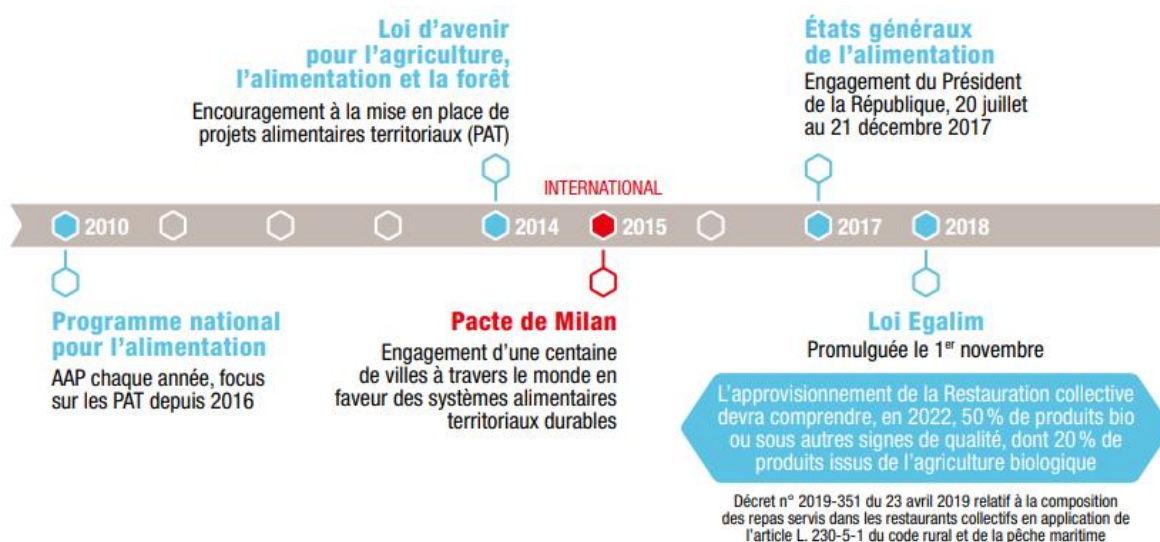 Loi d’avenir
pour l’agriculture,
l’alimentation et la forêt
Encouragement à la mise en place de
projets alimentaires territoriaux (PAT)
États généraux
de l’alimentation
Engagement du Président
de la République, 20 juillet
au 21 décembre 2017
INTERNATIONAL
2010
2014
2015
2017
2018
Programme national
pour l’alimentation
AAP chaque année, focus
sur les PAT depuis 2016
Pacte de Milan
Engagement d’une centaine
de villes à travers le monde en
faveur des systèmes alimentaires
territoriaux durables
Loi Egalim
Promulguée le 1er novembre
L’approvisionnement de la Restauration collective
devra comprendre, en 2022, 50 % de produits bio
ou sous autres signes de qualité, dont 20 % de
produits issus de l’agriculture biologique
Décret n° 2019-351 du 23 avril 2019 relatif à la composition
des repas servis dans les restaurants collectifs en application de
l’article L. 230-5-1 du code rural et de la pêche maritime